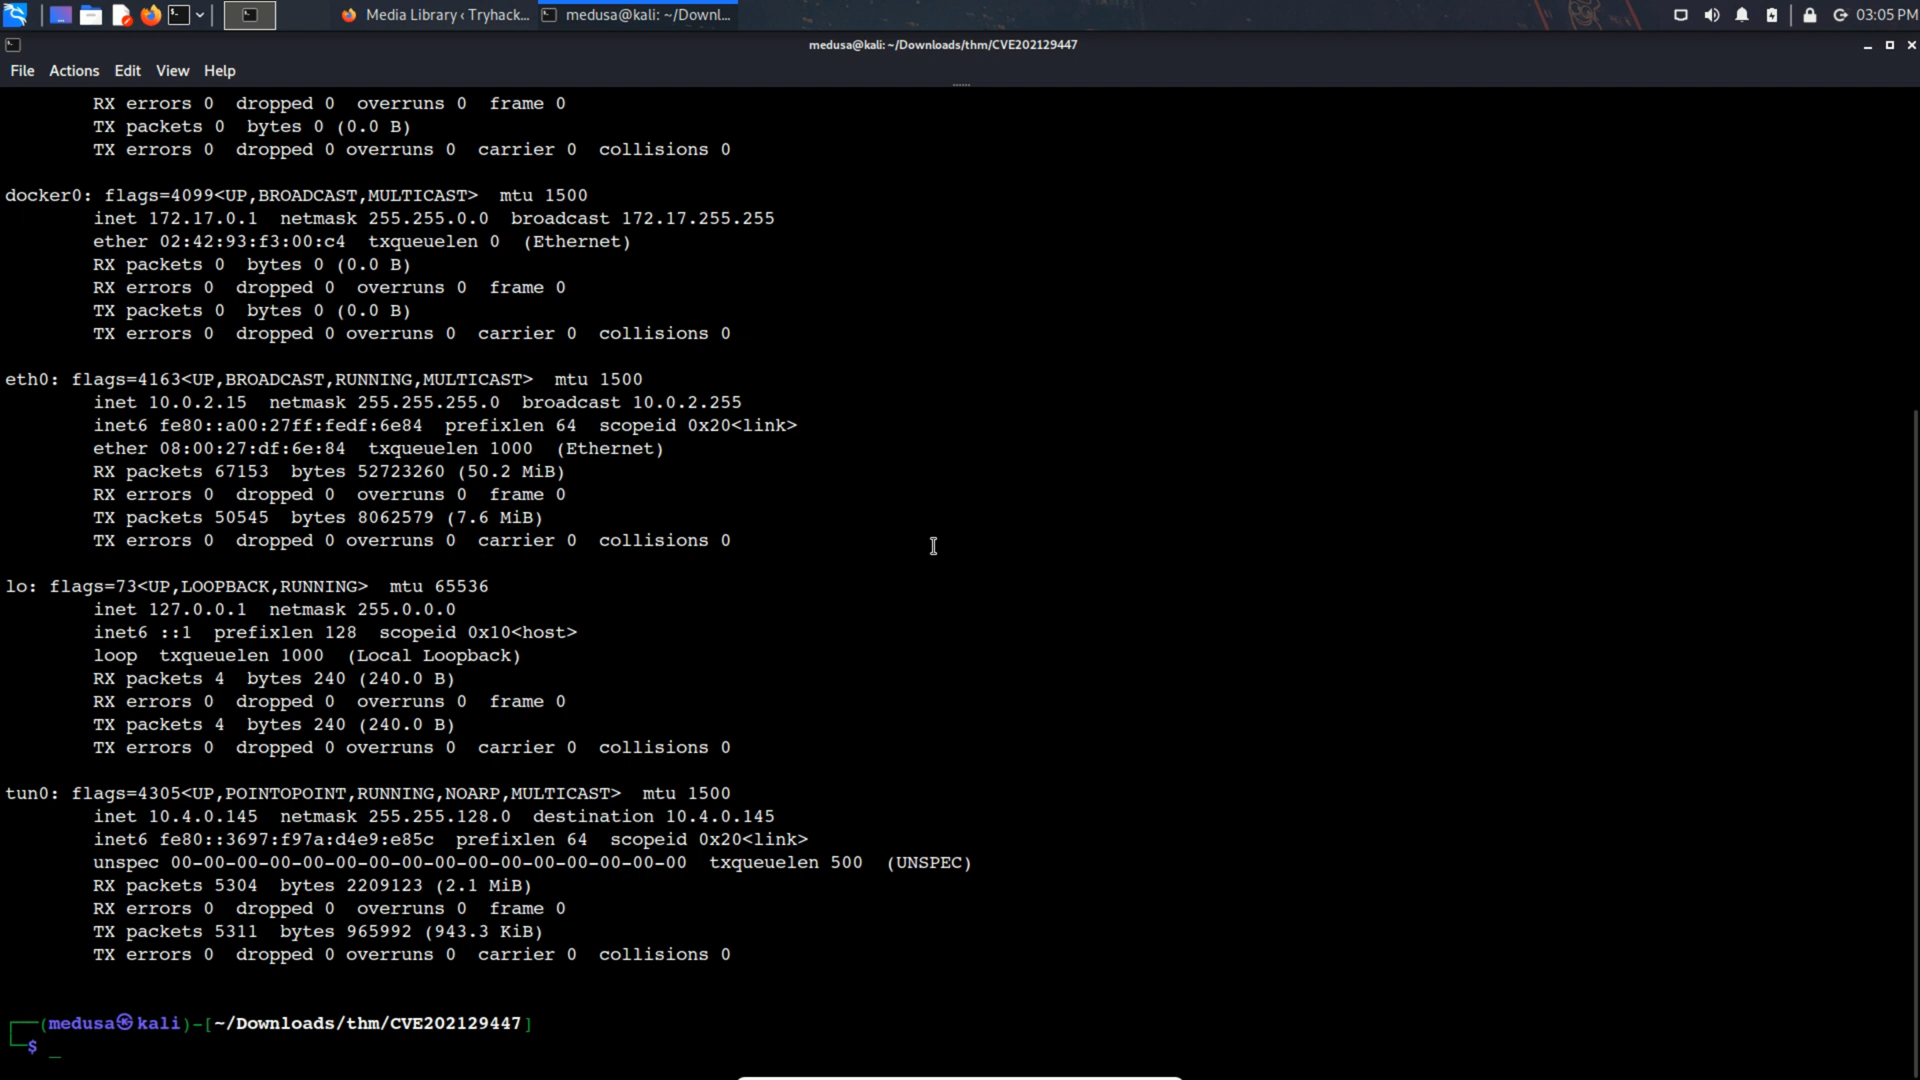 Media Library ‹ Tryhack...
medusa@kali: ~/Downl...
03:05 PM
medusa@kali: ~/Downloads/thm/CVE202129447
File Actions Edit View Help
RX errors 0  dropped 0  overruns 0  frame 0
TX packets 0  bytes 0 (0.0 B)
TX errors 0  dropped 0 overruns 0  carrier 0  collisions 0
docker0: flags=4099<UP,BROADCAST,MULTICAST>  mtu 1500
inet 172.17.0.1  netmask 255.255.0.0  broadcast 172.17.255.255
ether 02:42:93:f3:00:c4  txqueuelen 0  (Ethernet)
RX packets 0  bytes 0 (0.0 B)
RX errors 0  dropped 0  overruns 0  frame 0
TX packets 0  bytes 0 (0.0 B)
TX errors 0  dropped 0 overruns 0  carrier 0  collisions 0
eth0: flags=4163<UP,BROADCAST,RUNNING,MULTICAST>  mtu 1500
inet 10.0.2.15  netmask 255.255.255.0  broadcast 10.0.2.255
inet6 fe80::a00:27ff:fedf:6e84  prefixlen 64  scopeid 0x20<link>
ether 08:00:27:df:6e:84  txqueuelen 1000  (Ethernet)
RX packets 67153  bytes 52723260 (50.2 MiB)
RX errors 0  dropped 0  overruns 0  frame 0
TX packets 50545  bytes 8062579 (7.6 MiB)
TX errors 0  dropped 0 overruns 0  carrier 0  collisions 0
lo: flags=73<UP,LOOPBACK,RUNNING>  mtu 65536
inet 127.0.0.1  netmask 255.0.0.0
inet6 ::1  prefixlen 128  scopeid 0x10<host>
loop  txqueuelen 1000  (Local Loopback)
RX packets 4  bytes 240 (240.0 B)
RX errors 0  dropped 0  overruns 0  frame 0
TX packets 4  bytes 240 (240.0 B)
TX errors 0  dropped 0 overruns 0  carrier 0  collisions 0
tun0: flags=4305<UP,POINTOPOINT,RUNNING,NOARP,MULTICAST>  mtu 1500
inet 10.4.0.145  netmask 255.255.128.0  destination 10.4.0.145
inet6 fe80::3697:f97a:d4e9:e85c  prefixlen 64  scopeid 0x20<link>
unspec 00-00-00-00-00-00-00-00-00-00-00-00-00-00-00-00  txqueuelen 500  (UNSPEC)
RX packets 5304  bytes 2209123 (2.1 MiB)
RX errors 0  dropped 0  overruns 0  frame 0
TX packets 5311  bytes 965992 (943.3 KiB)
TX errors 0  dropped 0 overruns 0  carrier 0  collisions 0
┌──(medusa㉿kali)-[~/Downloads/thm/CVE202129447]
└─$ _